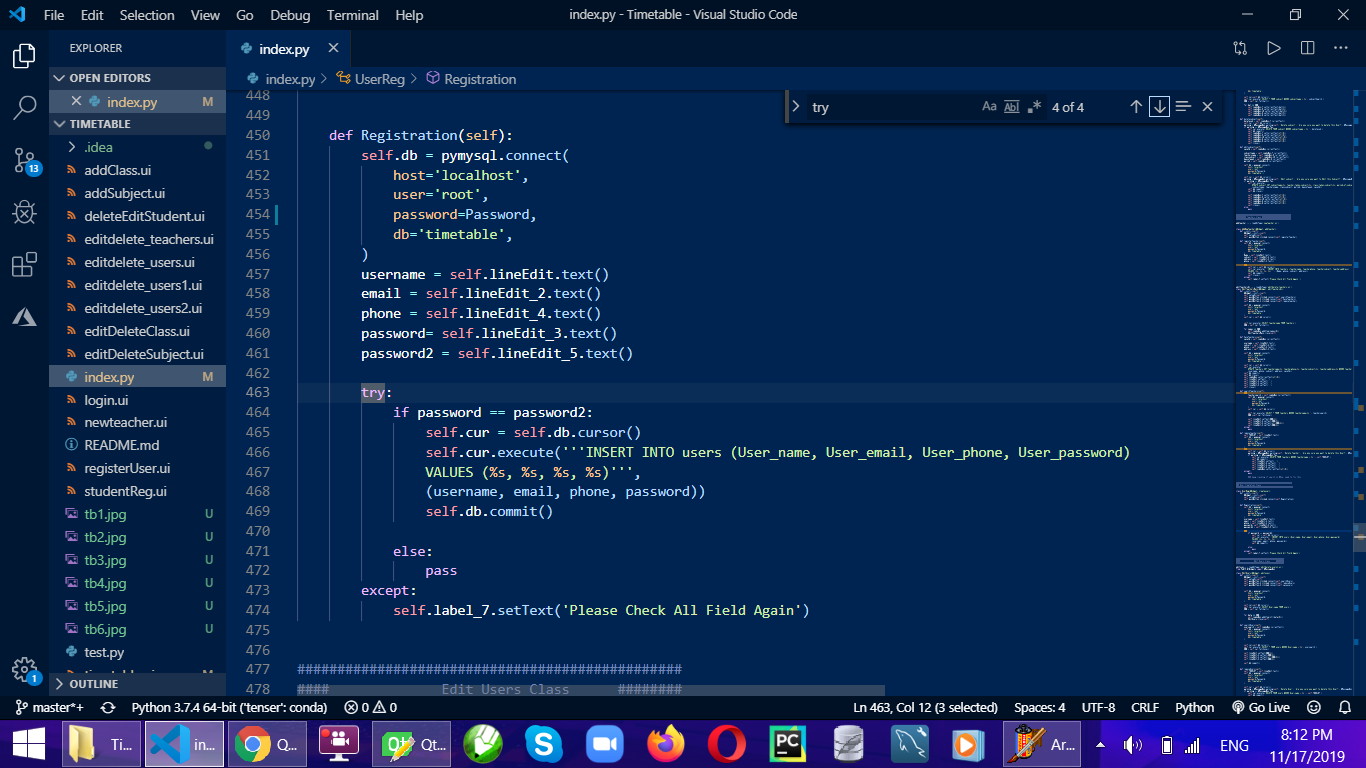 File Edit Selection View Go Debug Terminal Help
index.py - Timetable - Visual Studio Code
EXPLORER
OPEN EDITORS
index.py M
TIMETABLE
.idea
addClass.ui
addSubject.ui
deleteEditStudent.ui
editdelete_teachers.ui
editdelete_users.ui
editdelete_users1.ui
editdelete_users2.ui
editDeleteClass.ui
editDeleteSubject.ui
index.py M
login.ui
newteacher.ui
README.md
registerUser.ui
studentReg.ui
tb1.jpg U
tb2.jpg U
tb3.jpg U
tb4.jpg U
tb5.jpg U
tb6.jpg U
test.py
OUTLINE
13
1
index.py
index.py > UserReg > Registration
try Aa Abl .* 4 of 4
448
449
450 def Registration(self):
451 self.db = pymysql.connect(
452 host='localhost',
453 user='root',
454 password=Password,
455 db='timetable',
456 )
457 username = self.lineEdit.text()
458 email = self.lineEdit_2.text()
459 phone = self.lineEdit_4.text()
460 password= self.lineEdit_3.text()
461 password2 = self.lineEdit_5.text()
462
463 try:
464 if password == password2:
465 self.cur = self.db.cursor()
466 self.cur.execute('''INSERT INTO users (User_name, User_email, User_phone, User_password)
467 VALUES (%s, %s, %s, %s)''',
468 (username, email, phone, password))
469 self.db.commit()
470
471 else:
472 pass
473 except:
474 self.label_7.setText('Please Check All Field Again')
475
476
477 ################################################
478 #### Edit Users Class ########
master*+ Python 3.7.4 64-bit ('tenser': conda) 0 0 Ln 463, Col 12 (3 selected) Spaces: 4 UTF-8 CRLF Python Go Live
Ti... in... Q... Qt... PC Ar... ENG 8:12 PM
11/17/2019